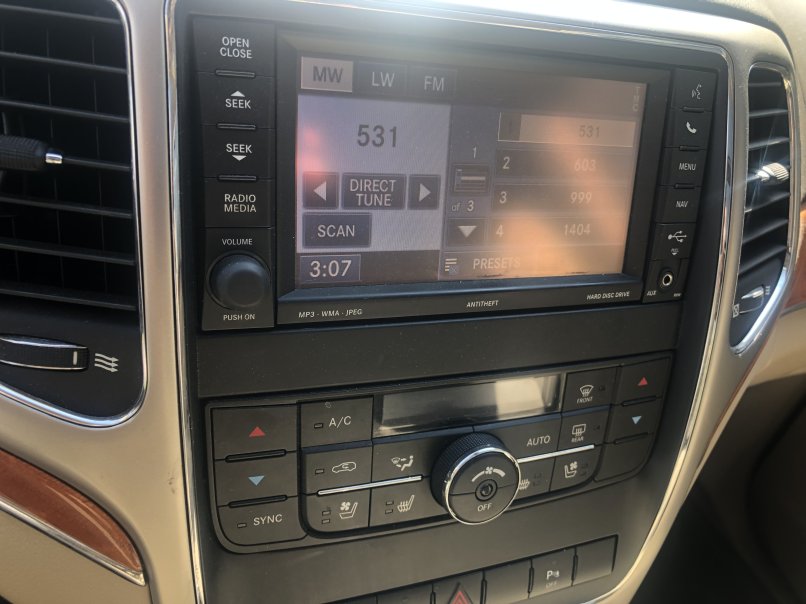 OPEN
CLOSE
SEEK
SEEK
RADIO
MEDIA
VOLUME
PUSH ON
MW LW FM
531
DIRECT
TUNE
SCAN
3:07
1
of 3
1 531
2 603
3 999
4 1404
PRESETS
MENU
NAV
AUX
MP3 · WMA · JPEG
ANTITHEFT
HARD DISC DRIVE
A/C
FRONT
AUTO
REAR
SYNC
OFF
P
OFF